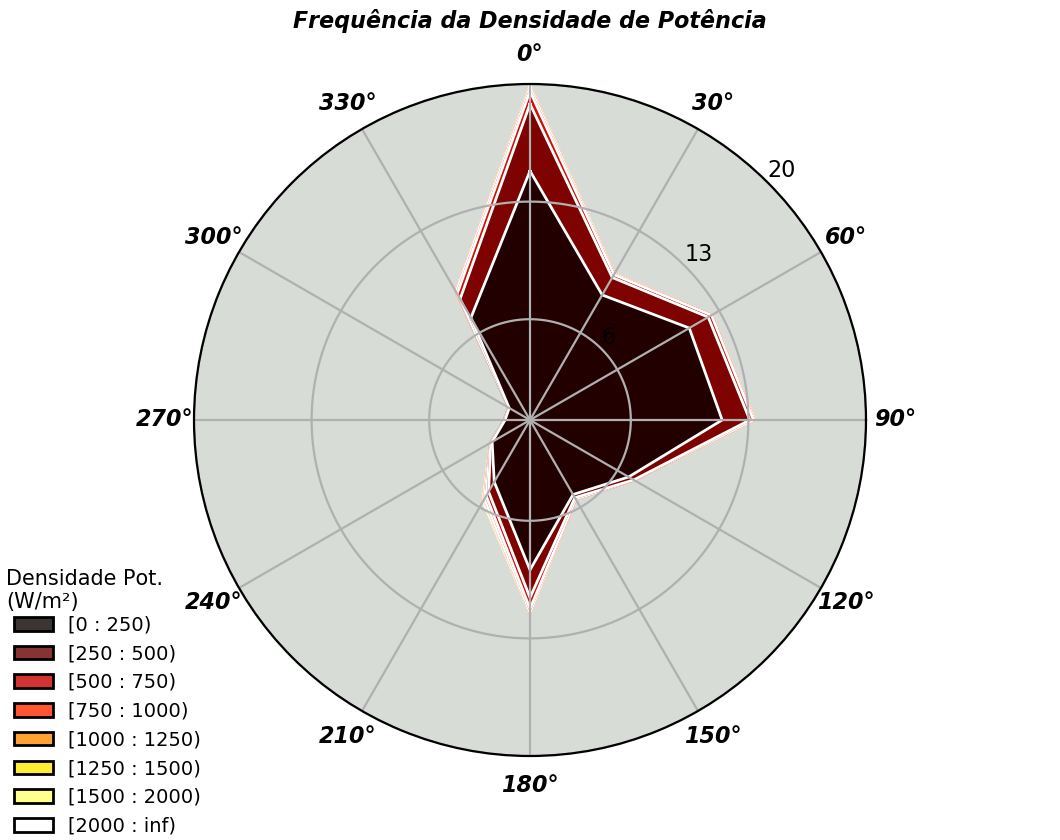 Frequência da Densidade de Potência
0°
330°
30°
20
300°
60°
13
6
270°
90°
240°
120°
210°
150°
180°
Densidade Pot.
(W/m²)
[0 : 250)
[250 : 500)
[500 : 750)
[750 : 1000)
[1000 : 1250)
[1250 : 1500)
[1500 : 2000)
[2000 : inf)